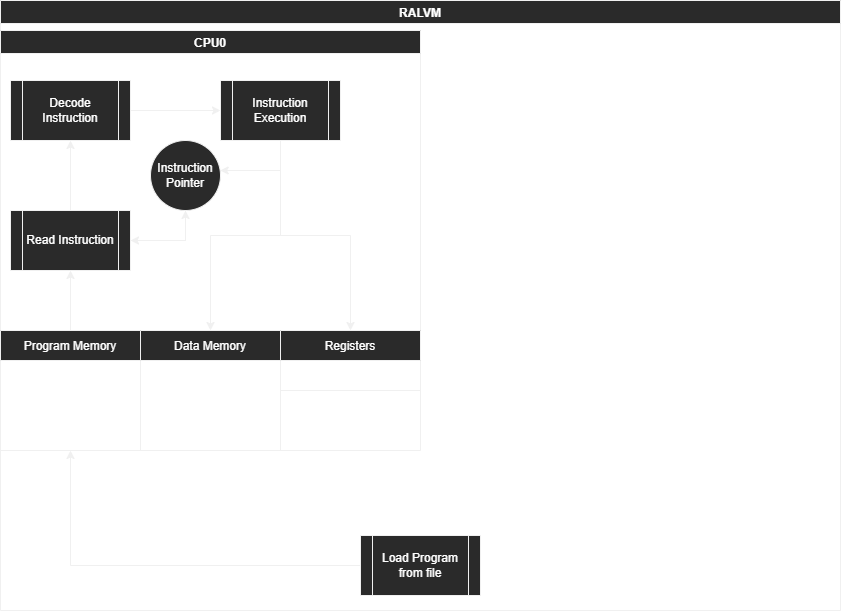 RALVM
CPU0
Decode
Instruction
Instruction
Execution
Instruction
Pointer
Read Instruction
Program Memory
Data Memory
Registers
Load Program
from file